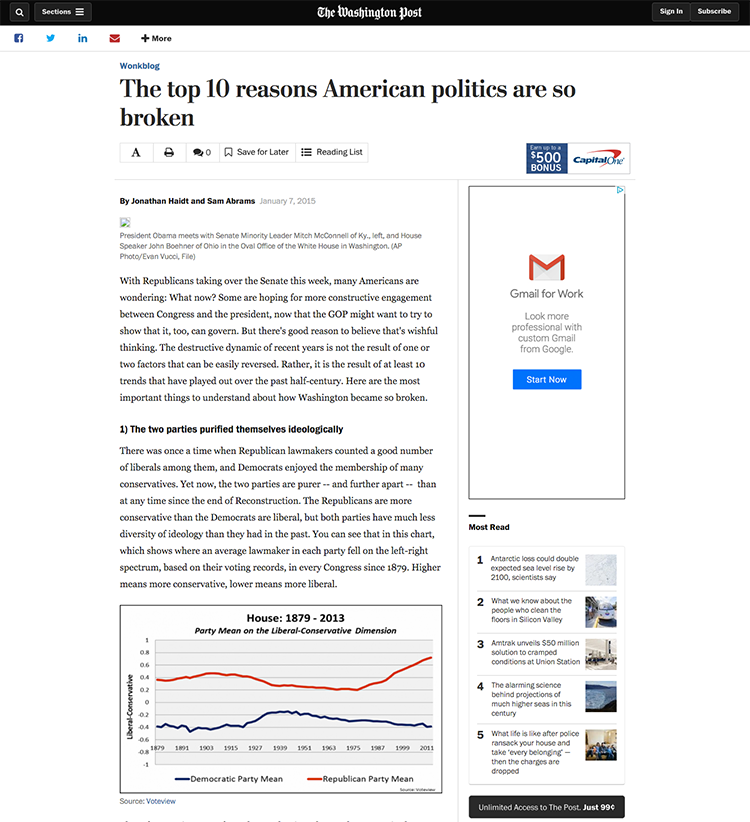 Sections
The Washington Post
Sign In
Subscribe
More
Wonkblog
The top 10 reasons American politics are so
broken
A
0
Save for Later
Reading List
Earn up to a
$500
BONUS
Capital One
By Jonathan Haidt and Sam Abrams January 7, 2015
President Obama meets with Senate Minority Leader Mitch McConnell of Ky., left, and House
Speaker John Boehner of Ohio in the Oval Office of the White House in Washington. (AP
Photo/Evan Vucci, File)
With Republicans taking over the Senate this week, many Americans are
wondering: What now? Some are hoping for more constructive engagement
between Congress and the president, now that the GOP might want to try to
show that it, too, can govern. But there's good reason to believe that's wishful
thinking. The destructive dynamic of recent years is not the result of one or
two factors that can be easily reversed. Rather, it is the result of at least 10
trends that have played out over the past half-century. Here are the most
important things to understand about how Washington became so broken.
1) The two parties purified themselves ideologically
There was once a time when Republican lawmakers counted a good number
of liberals among them, and Democrats enjoyed the membership of many
conservatives. Yet now, the two parties are purer -- and further apart -- than
at any time since the end of Reconstruction. The Republicans are more
conservative than the Democrats are liberal, but both parties have much less
diversity of ideology than they had in the past. You can see that in this chart,
which shows where an average lawmaker in each party fell on the left-right
spectrum, based on their voting records, in every Congress since 1879. Higher
means more conservative, lower means more liberal.
House: 1879 - 2013
Party Mean on the Liberal-Conservative Dimension
Liberal-Conservative
1
0.8
0.6
0.4
0.2
0
-0.2
-0.4
-0.6
-0.8
-1
1879 1891 1903 1915 1927 1939 1951 1963 1975 1987 1999 2011
Democratic Party Mean
Republican Party Mean
Source: Voteview
Source: Voteview
Gmail for Work
Look more
professional with
custom Gmail
from Google.
Start Now
Most Read
1 Antarctic loss could double
expected sea level rise by
2100, scientists say
2 What we know about the
people who clean the
floors in Silicon Valley
3 Amtrak unveils $50 million
solution to cramped
conditions at Union Station
4 The alarming science
behind projections of
much higher seas in this
century
5 What life is like after police
ransack your house and
take 'every belonging' —
then the charges are
dropped
Unlimited Access to The Post. Just 99¢